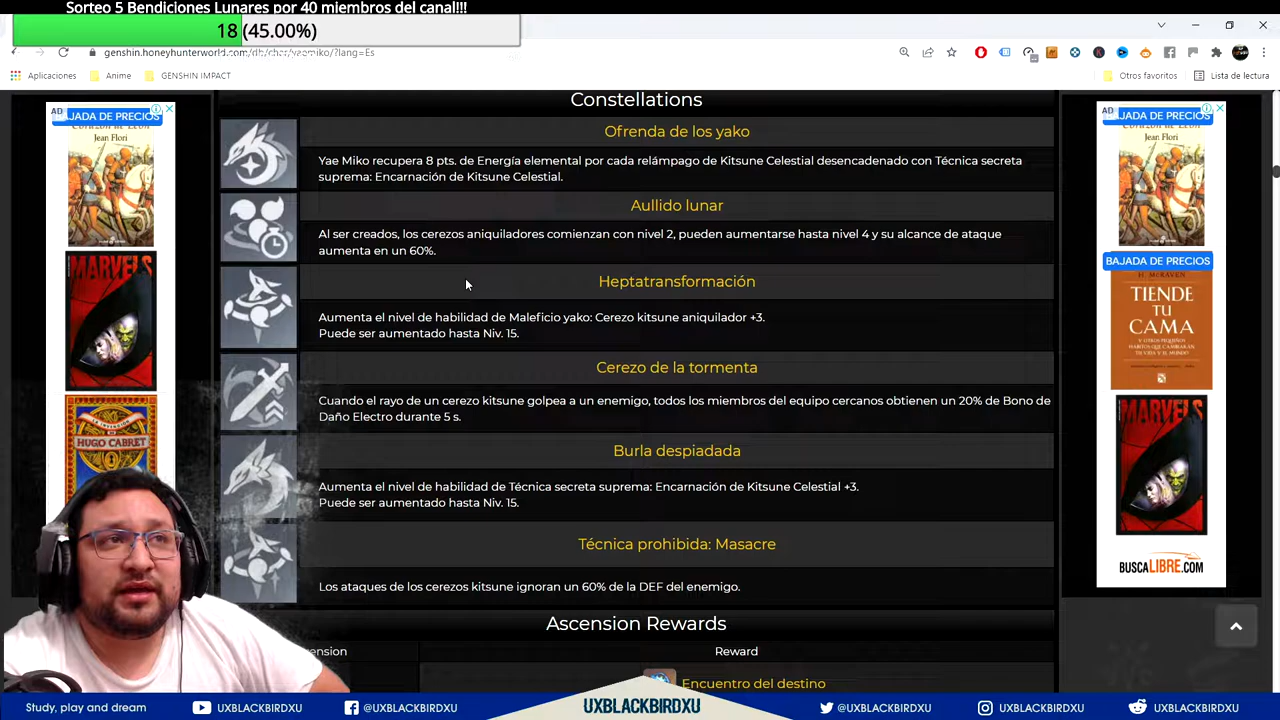 Sorteo 5 Bendiciones Lunares por 40 miembros del canal!!!
18 (45.00%)
genshin.honeyhunterworld.com/db/char/yaemiko/?lang=Es
Aplicaciones
Anime
GENSHIN IMPACT
Otros favoritos
Lista de lectura
Constellations
Ofrenda de los yako
Yae Miko recupera 8 pts. de Energía elemental por cada relámpago de Kitsune Celestial desencadenado con Técnica secreta
suprema: Encarnación de Kitsune Celestial.
Aullido lunar
Al ser creados, los cerezos aniquiladores comienzan con nivel 2, pueden aumentarse hasta nivel 4 y su alcance de ataque
aumenta en un 60%.
Heptatransformación
Aumenta el nivel de habilidad de Maleficio yako: Cerezo kitsune aniquilador +3.
Puede ser aumentado hasta Niv. 15.
Cerezo de la tormenta
Cuando el rayo de un cerezo kitsune golpea a un enemigo, todos los miembros del equipo cercanos obtienen un 20% de Bono de
Daño Electro durante 5 s.
Burla despiadada
Aumenta el nivel de habilidad de Técnica secreta suprema: Encarnación de Kitsune Celestial +3.
Puede ser aumentado hasta Niv. 15.
Técnica prohibida: Masacre
Los ataques de los cerezos kitsune ignoran un 60% de la DEF del enemigo.
Ascension Rewards
Reward
Encuentro del destino
AD
JADA DE PRECIOS
Jean Flori
MARVELS
HUGO CABRET
AD
BAJADA DE PRECIOS
Jean Flori
BAJADA DE PRECIOS
TIENDE
TU
CAMA
MARVELS
BUSCALIBRE.COM
Study, play and dream
UXBLACKBIRDXU
@UXBLACKBIRDXU
UXBLACKBIRDXU
@UXBLACKBIRDXU
UXBLACKBIRDXU
UXBLACKBIRDXU